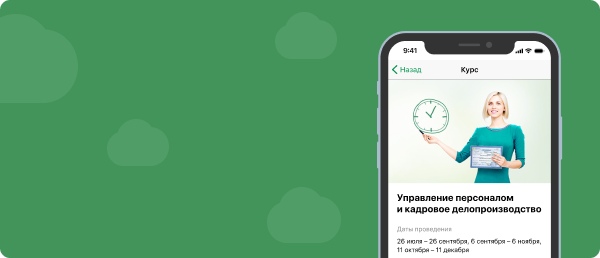 9:41
Назад
Курс
Управление персоналом
и кадровое делопроизводство
Даты проведения
26 июля – 26 сентября, 6 сентября – 6 ноября,
11 октября – 11 декабря